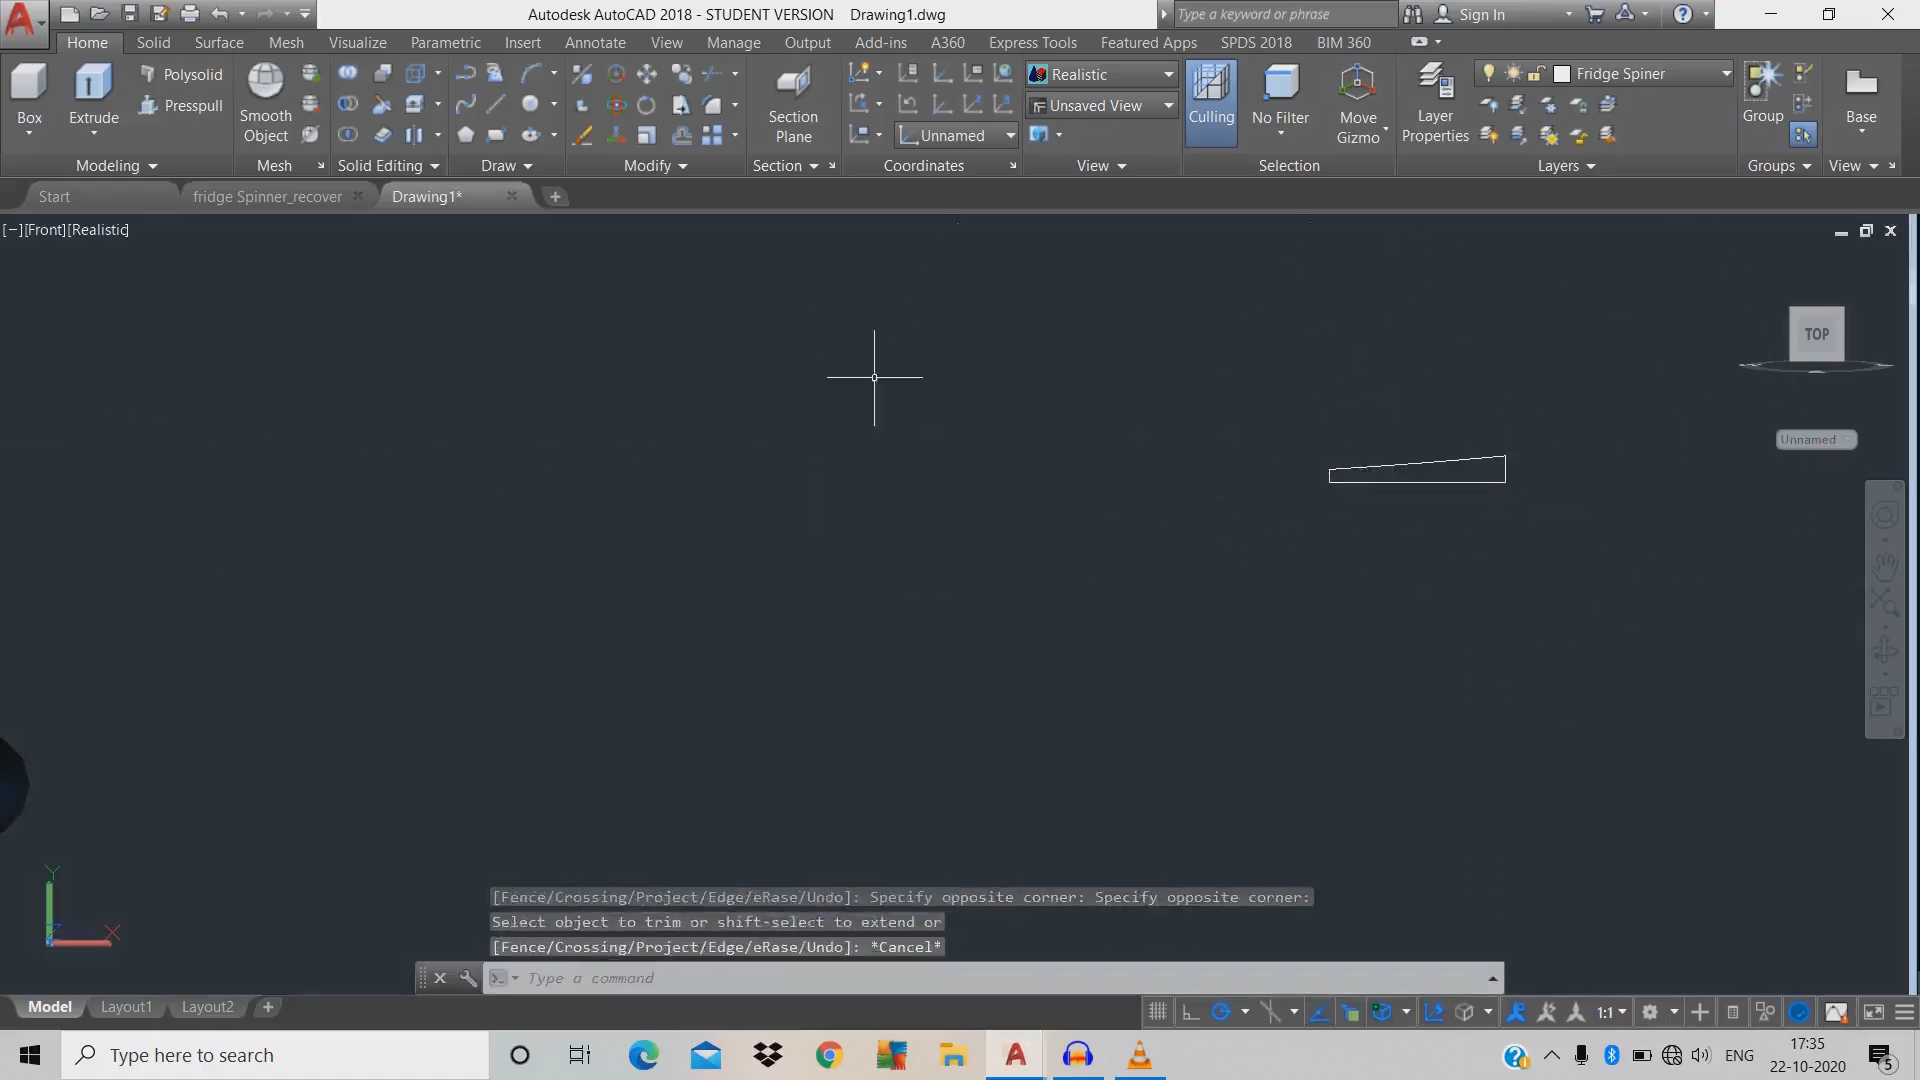 Autodesk AutoCAD 2018 - STUDENT VERSION Drawing1.dwg
Type a keyword or phrase
Sign In
Home Solid Surface Mesh Visualize Parametric Insert Annotate View Manage Output Add-ins A360 Express Tools Featured Apps SPDS 2018 BIM 360
Box
Extrude
Polysolid
Presspull
Smooth Object
Section Plane
Unnamed
Realistic
Unsaved View
Culling
No Filter
Move Gizmo
Layer Properties
Fridge Spiner
Group
Base
Modeling Mesh Solid Editing Draw Modify Section Coordinates View Selection Layers Groups View
Start fridge Spinner_recover Drawing1*
[−][Front][Realistic]
TOP
Unnamed
Y
X
Z
[Fence/Crossing/Project/Edge/eRase/Undo]: Specify opposite corner: Specify opposite corner:
Select object to trim or shift-select to extend or
[Fence/Crossing/Project/Edge/eRase/Undo]: *Cancel*
Type a command
Model Layout1 Layout2
1:1
Type here to search
ENG
17:35
22-10-2020
5